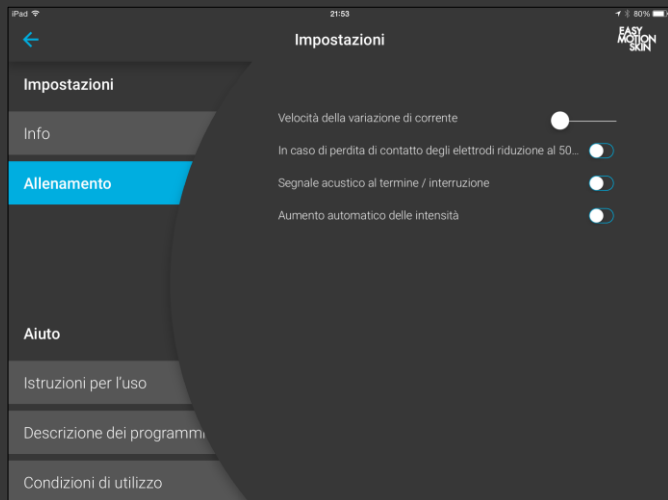 iPad 21:53 80%
Impostazioni
EASY
MOTION
SKIN
Impostazioni
Info
Allenamento
Velocità della variazione di corrente
In caso di perdita di contatto degli elettrodi riduzione al 50...
Segnale acustico al termine / interruzione
Aumento automatico delle intensità
Aiuto
Istruzioni per l'uso
Descrizione dei programmi
Condizioni di utilizzo